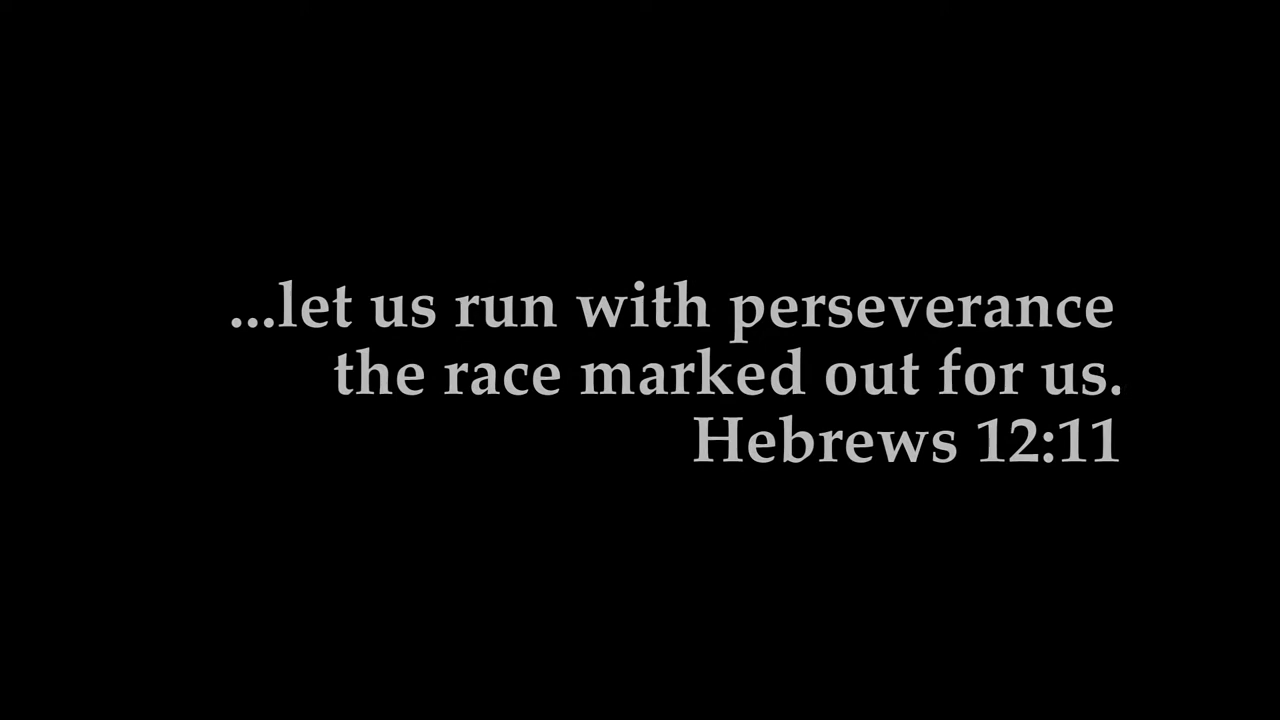 ...let us run with perseverance
the race marked out for us.
Hebrews 12:11